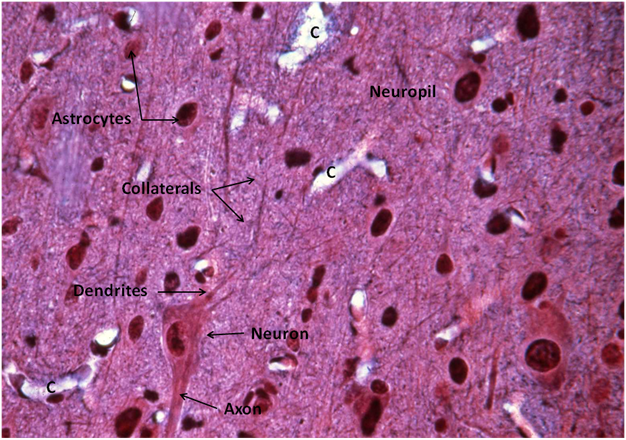 C
Neuropil
Astrocytes
C
Collaterals
Dendrites
Neuron
C
Axon